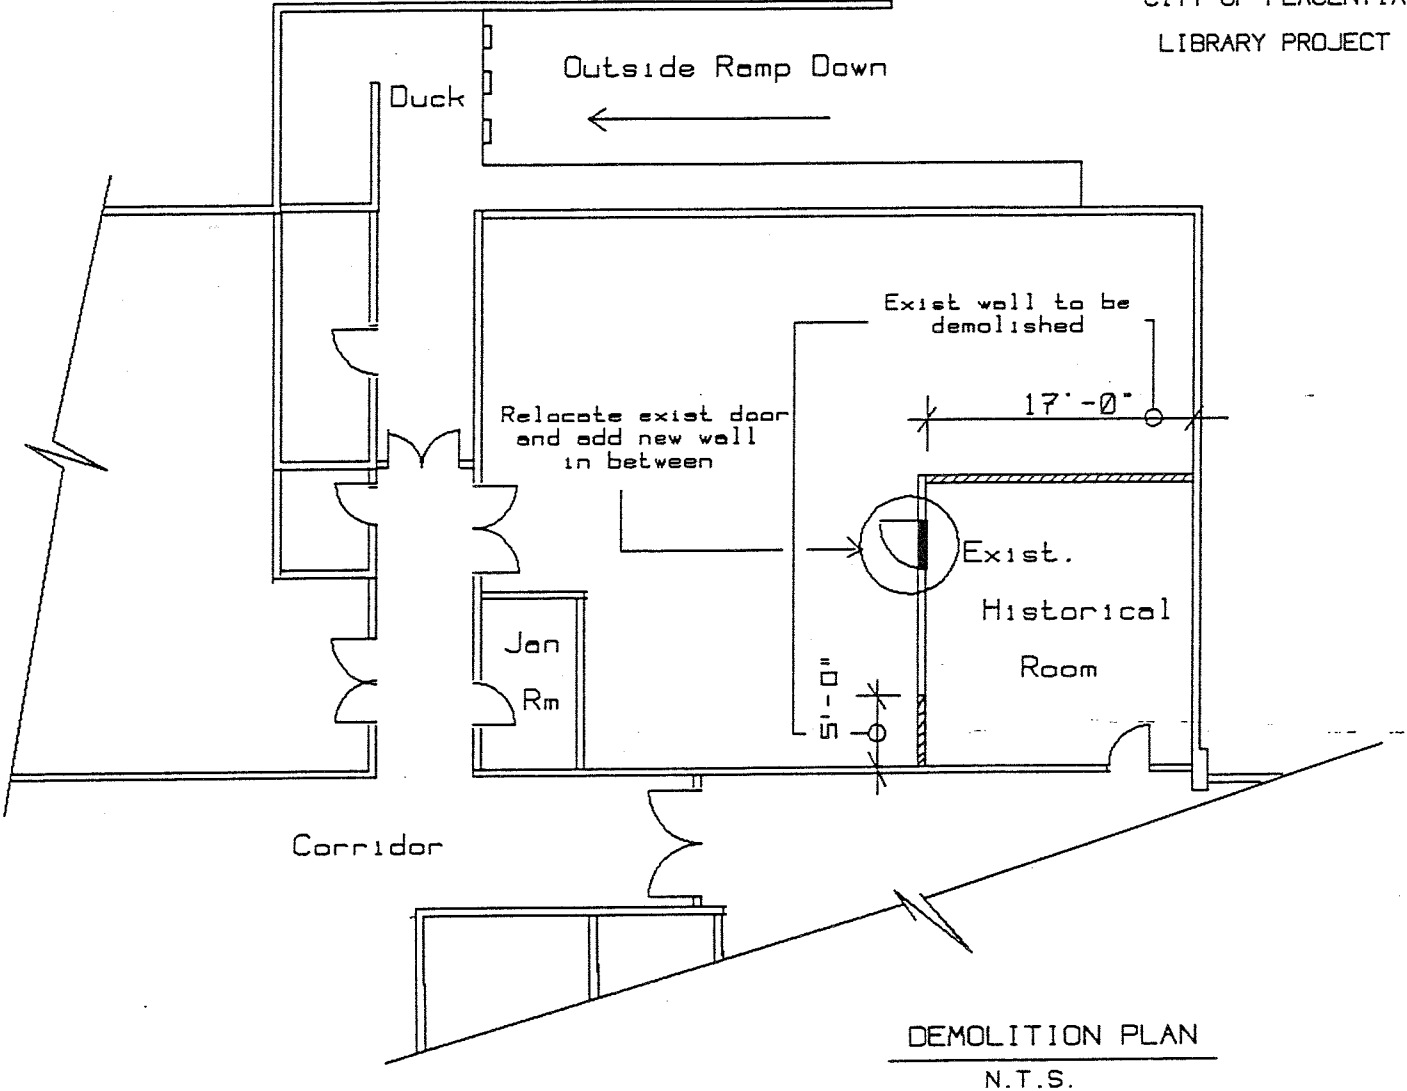 LIBRARY PROJECT
Outside Ramp Down
Duck
Exist wall to be
demolished
17'-0"
Relocate exist door
and add new wall
in between
Exist.
Historical
Room
Jan
Rm
5'-0"
Corridor
DEMOLITION PLAN
N.T.S.